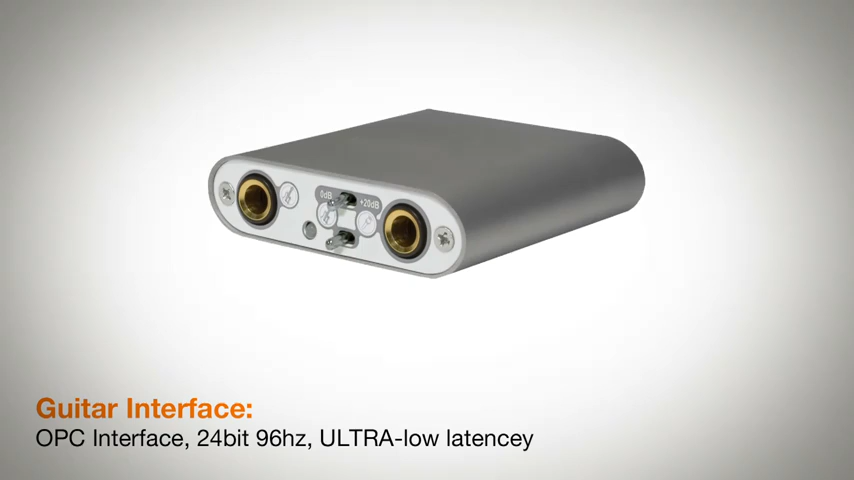 0dB +20dB
Guitar Interface:
OPC Interface, 24bit 96hz, ULTRA-low latencey